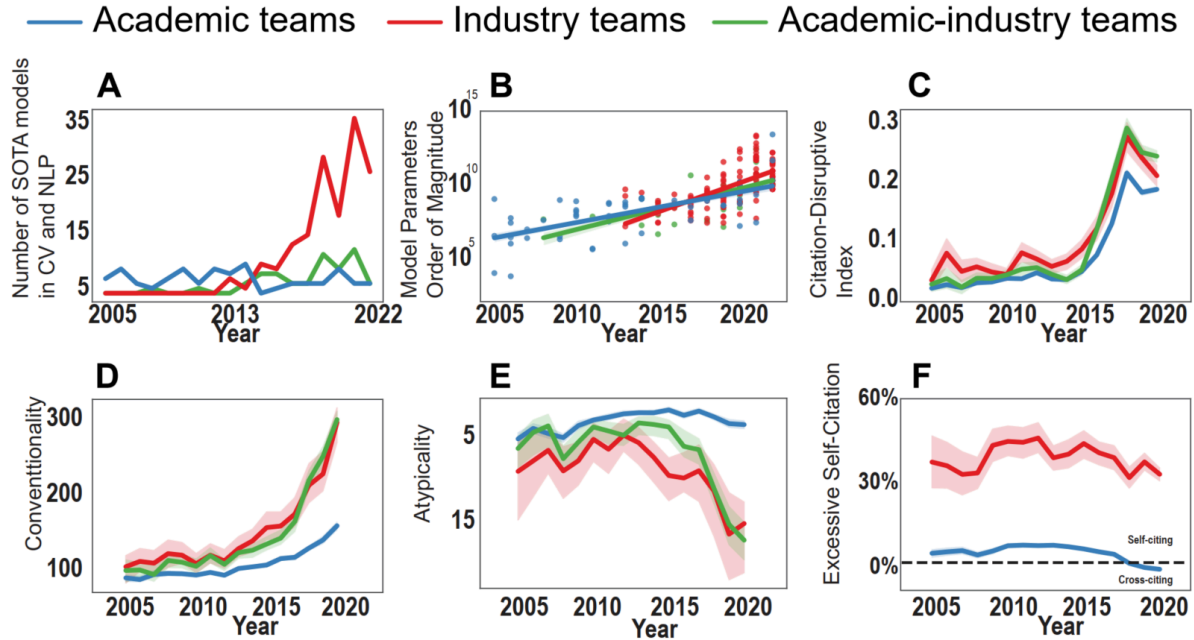 Academic teams Industry teams Academic-industry teams
A
Number of SOTA models
in CV and NLP
35
25
15
5
2005 2013 2022
Year
B
Model Parameters
Order of Magnitude
10^15
10^10
10^5
2005 2010 2015 2020
Year
C
Citation-Disruptive
Index
0.3
0.2
0.1
0.0
2005 2010 2015 2020
Year
D
Conventtionality
300
200
100
2005 2010 2015 2020
Year
E
Atypicality
5
15
2005 2010 2015 2020
Year
F
Excessive Self-Citation
60%
30%
0%
Self-citing
Cross-citing
2005 2010 2015 2020
Year